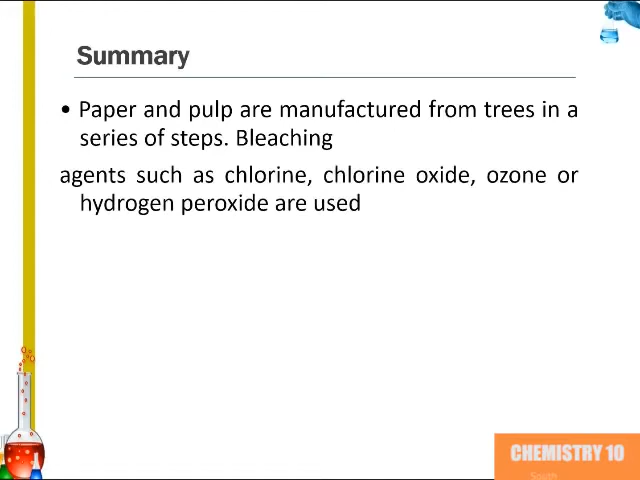 Summary
• Paper and pulp are manufactured from trees in a
series of steps. Bleaching
agents such as chlorine, chlorine oxide, ozone or
hydrogen peroxide are used
CHEMISTRY 10